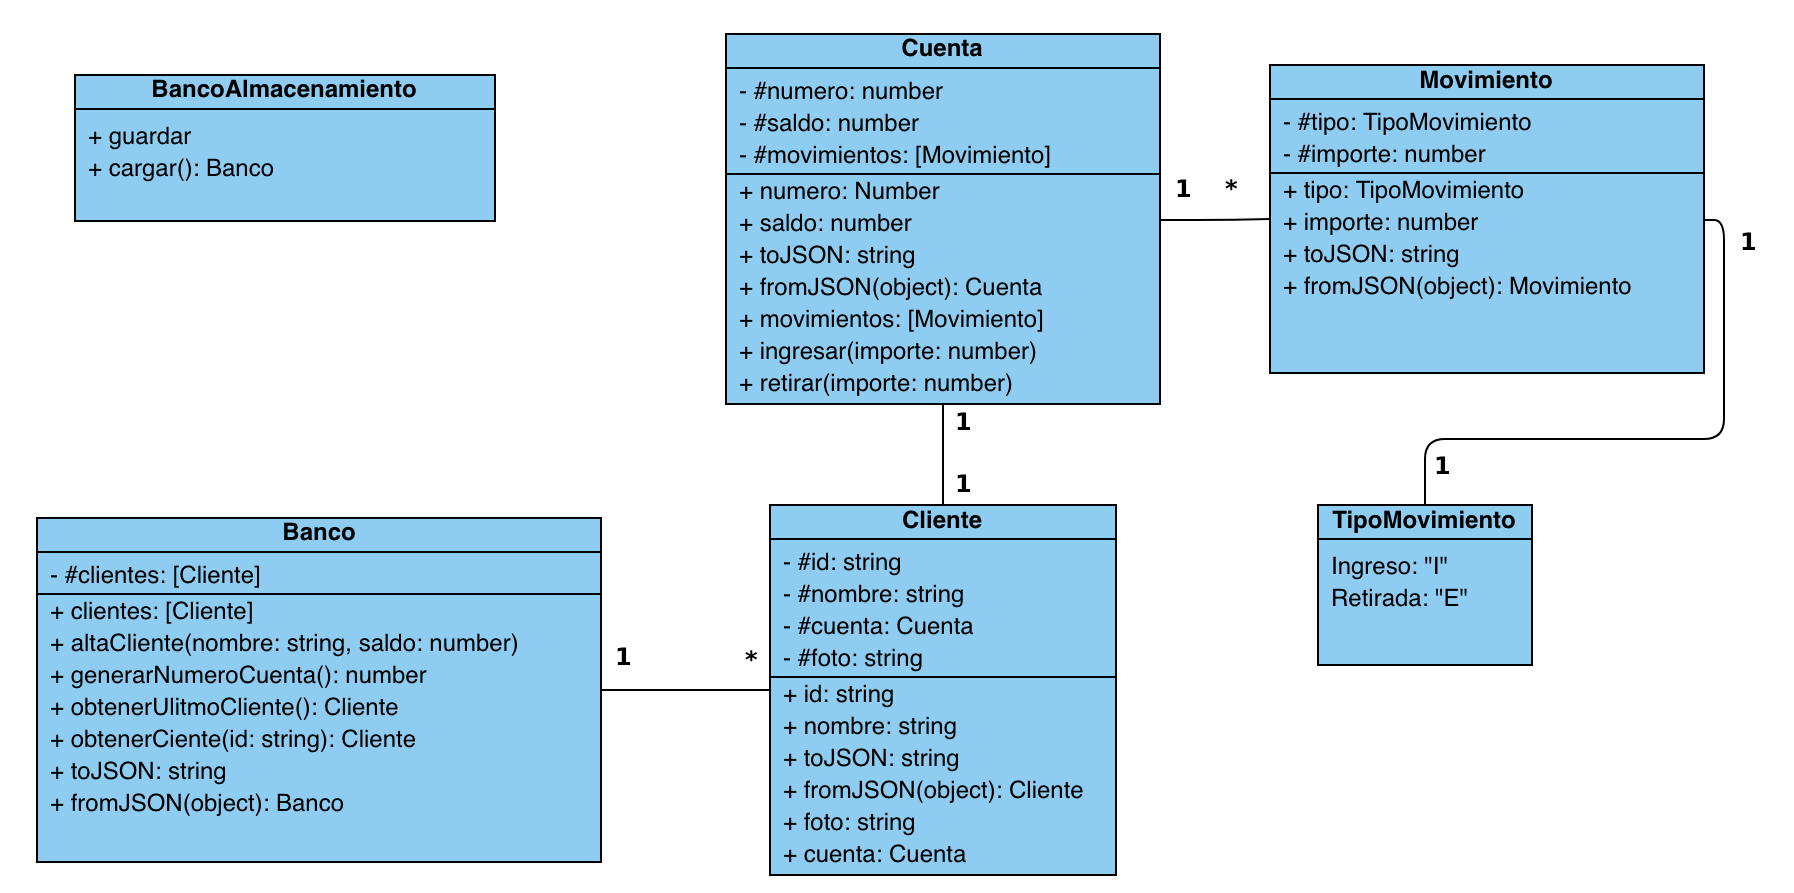 BancoAlmacenamiento
+ guardar
+ cargar(): Banco
Cuenta
- #numero: number
- #saldo: number
- #movimientos: [Movimiento]
+ numero: Number
+ saldo: number
+ toJSON: string
+ fromJSON(object): Cuenta
+ movimientos: [Movimiento]
+ ingresar(importe: number)
+ retirar(importe: number)
1 *
Movimiento
- #tipo: TipoMovimiento
- #importe: number
+ tipo: TipoMovimiento
+ importe: number
+ toJSON: string
+ fromJSON(object): Movimiento
1
1
1
1
Banco
- #clientes: [Cliente]
+ clientes: [Cliente]
+ altaCliente(nombre: string, saldo: number)
+ generarNumeroCuenta(): number
+ obtenerUlitmoCliente(): Cliente
+ obtenerCiente(id: string): Cliente
+ toJSON: string
+ fromJSON(object): Banco
1 *
Cliente
- #id: string
- #nombre: string
- #cuenta: Cuenta
- #foto: string
+ id: string
+ nombre: string
+ toJSON: string
+ fromJSON(object): Cliente
+ foto: string
+ cuenta: Cuenta
TipoMovimiento
Ingreso: "I"
Retirada: "E"